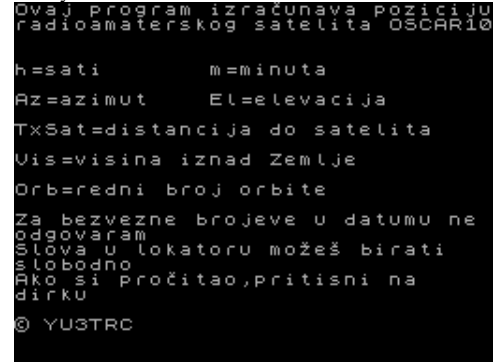 Ovaj program izračunava poziciju
radioamaterskog satelita OSCAR10
h=sati m=minuta
Az=azimut El=elevacija
TxSat=distancija do satelita
Vis=visina iznad Zemlje
Orb=redni broj orbite
Za bezvezne brojeve u datumu ne
odgovaram
Slova u lokatoru možeš birati
slobodno
Ako si pročitao,pritisni na
dirku
© YU3TRC